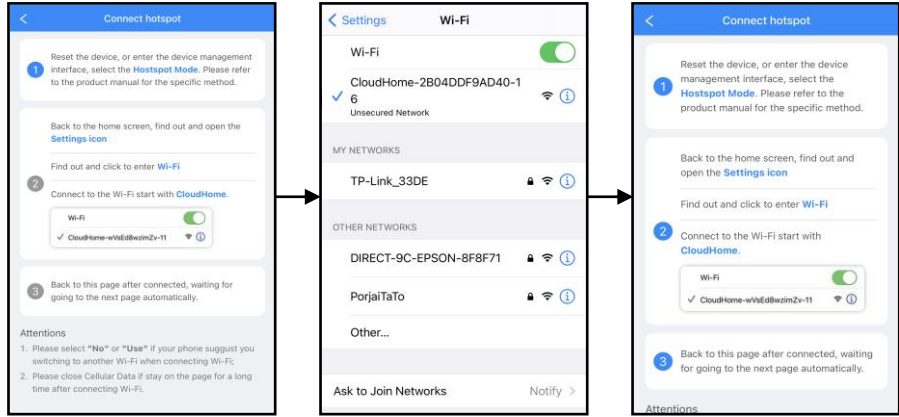 Connect hotspot
1
Reset the device, or enter the device management
interface, select the Hostspot Mode. Please refer
to the product manual for the specific method.
2
Back to the home screen, find out and open the
Settings icon
Find out and click to enter Wi-Fi
Connect to the Wi-Fi start with CloudHome.
Wi-Fi
CloudHome-wVsEdBwzimZv-11
3
Back to this page after connected, waiting for
going to the next page automatically.
Attentions
1. Please select "No" or "Use" if your phone suggust you
switching to another Wi-Fi when connecting Wi-Fi;
2. Please close Cellular Data if stay on the page for a long
time after connecting Wi-Fi.
Settings
Wi-Fi
Wi-Fi
CloudHome-2B04DDF9AD40-1
6
Unsecured Network
MY NETWORKS
TP-Link_33DE
OTHER NETWORKS
DIRECT-9C-EPSON-8F8F71
PorjaiTaTo
Other...
Ask to Join Networks
Notify
Connect hotspot
1
Reset the device, or enter the device
management interface, select the
Hostspot Mode. Please refer to the
product manual for the specific method.
2
Back to the home screen, find out and
open the Settings icon
Find out and click to enter Wi-Fi
Connect to the Wi-Fi start with
CloudHome.
Wi-Fi
CloudHome-wVsEdBwzimZv-11
3
Back to this page after connected, waiting
for going to the next page automatically.
Attentions